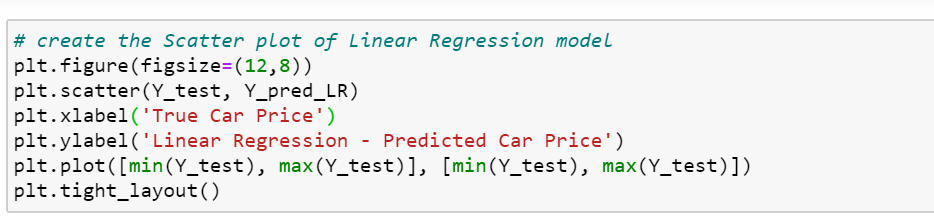 # create the Scatter plot of Linear Regression model
plt.figure(figsize=(12,8))
plt.scatter(Y_test, Y_pred_LR)
plt.xlabel('True Car Price')
plt.ylabel('Linear Regression - Predicted Car Price')
plt.plot([min(Y_test), max(Y_test)], [min(Y_test), max(Y_test)])
plt.tight_layout()